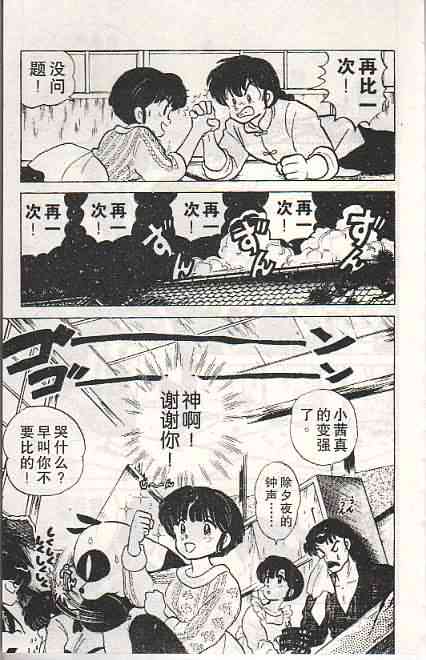 再比一
次！
没问
题！
再一
次
再一
次
再一
次
再一
次
ずずん
ずん
ずん
ゴゴーーン
小茜真
的变强
了。
神啊！
谢谢你！
哭什么？
早叫你不
要比的！
除夕夜的
钟声……
うんうん